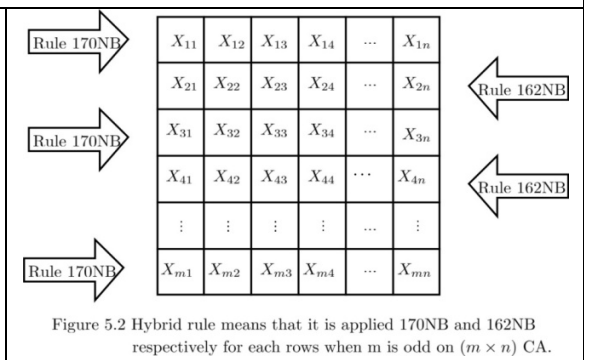 Rule 170NB X₁₁ X₁₂ X₁₃ X₁₄ ... X₁ₙ
X₂₁ X₂₂ X₂₃ X₂₄ ... X₂ₙ Rule 162NB
Rule 170NB X₃₁ X₃₂ X₃₃ X₃₄ ... X₃ₙ
X₄₁ X₄₂ X₄₃ X₄₄ ... X₄ₙ Rule 162NB
⋮ ⋮ ⋮ ⋮ ... ⋮
Rule 170NB Xₘ₁ Xₘ₂ Xₘ₃ Xₘ₄ ... Xₘₙ
Figure 5.2 Hybrid rule means that it is applied 170NB and 162NB
respectively for each rows when m is odd on (m × n) CA.